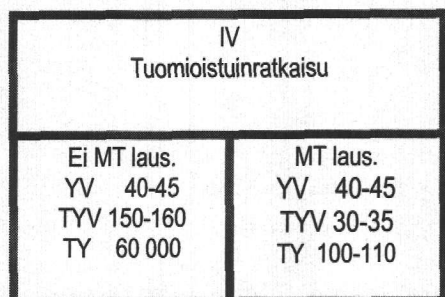 IV
Tuomioistuinratkaisu
Ei MT laus.
YV 40-45
TYV 150-160
TY 60 000
MT laus.
YV 40-45
TYV 30-35
TY 100-110